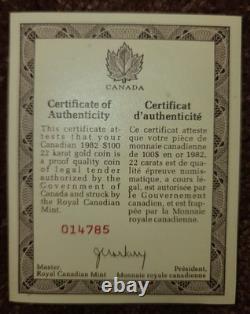 CANADA
Certificate of
Authenticity
This certificate at-
tests that your
Canadian 1982 $100
22 karat gold coin is
a proof quality coin
of legal tender
authorized by the
Government of
Canada and struck by
the Royal Canadian
Mint.
014785
Certificat
d'authenticité
Ce certificat atteste
que votre pièce de
monnaie canadienne
de 100$ en or 1982,
22 carats est de qua-
lité épreuve numis-
matique, a cours lé-
gal, est autorisée par
le Gouvernement
canadien, et est frap-
pée par la Monnaie
royale canadienne.
Master,
Royal Canadian Mint
Président,
Monnaie royale canadienne